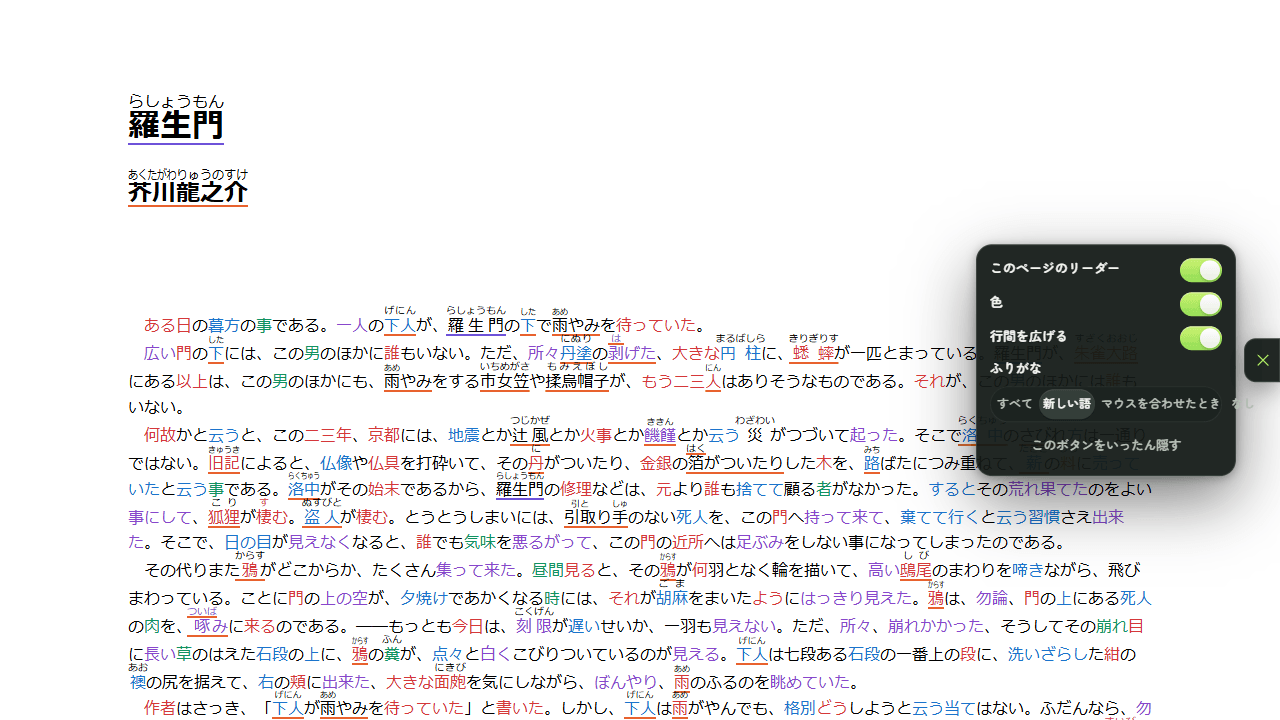 羅生門
芥川龍之介
ある日の暮方の事である。一人の下人が、羅生門の下で雨やみを待っていた。
広い門の下には、この男のほかに誰もいない。ただ、所々丹塗の剥げた、大きな円柱に、蟋蟀が一匹とまっている。羅生門が、朱雀大路
にある以上は、この男のほかにも、雨やみをする市女笠や揉烏帽子が、もう二三人はありそうなものである。それが、この男のほかには誰も
いない。
何故かと云うと、この二三年、京都には、地震とか辻風とか火事とか饑饉とか云う災がつづいて起った。そこで洛中のさびれ方は一通り
ではない。旧記によると、仏像や仏具を打砕いて、その丹がついたり、金銀の箔がついたりした木を、路ばたにつみ重ねて、薪の料に売って
いたと云う事である。洛中がその始末であるから、羅生門の修理などは、元より誰も捨てて顧る者がなかった。するとその荒れ果てたのをよい
事にして、狐狸が棲む。盗人が棲む。とうとうしまいには、引取り手のない死人を、この門へ持って来て、棄てて行くと云う習慣さえ出来
た。そこで、日の目が見えなくなると、誰でも気味を悪るがって、この門の近所へは足ぶみをしない事になってしまったのである。
その代りまた鴉がどこからか、たくさん集って来た。昼間見ると、その鴉が何羽となく輪を描いて、高い鴟尾のまわりを啼きながら、飛び
まわっている。ことに門の上の空が、夕焼けであかくなる時には、それが胡麻をまいたようにはっきり見えた。鴉は、勿論、門の上にある死人
の肉を、啄みに来るのである。――もっとも今日は、刻限が遅いせいか、一羽も見えない。ただ、所々、崩れかかった、そうしてその崩れ目
に長い草のはえた石段の上に、鴉の糞が、点々と白くこびりついているのが見える。下人は七段ある石段の一番上の段に、洗いざらした紺の
襖の尻を据えて、右の頬に出来た、大きな面皰を気にしながら、ぼんやり、雨のふるのを眺めていた。
作者はさっき、「下人が雨やみを待っていた」と書いた。しかし、下人は雨がやんでも、格別どうしようと云う当てはない。ふだんなら、勿
このページのリーダー
色
行間を広げる
ふりがな
すべて 新しい語 マウスを合わせたとき なし
このボタンをいったん隠す